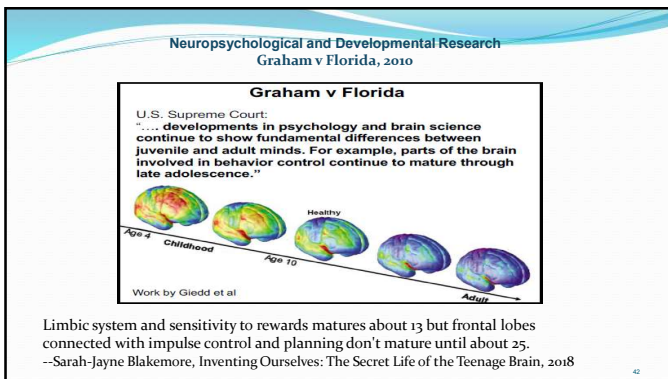 Neuropsychological and Developmental Research
Graham v Florida, 2010
Graham v Florida
U.S. Supreme Court:
“…. developments in psychology and brain science
continue to show fundamental differences between
juvenile and adult minds. For example, parts of the brain
involved in behavior control continue to mature through
late adolescence.”
Healthy
Age 4
Childhood
Age 10
Adult
Work by Giedd et al
Limbic system and sensitivity to rewards matures about 13 but frontal lobes
connected with impulse control and planning don't mature until about 25.
--Sarah-Jayne Blakemore, Inventing Ourselves: The Secret Life of the Teenage Brain, 2018
42